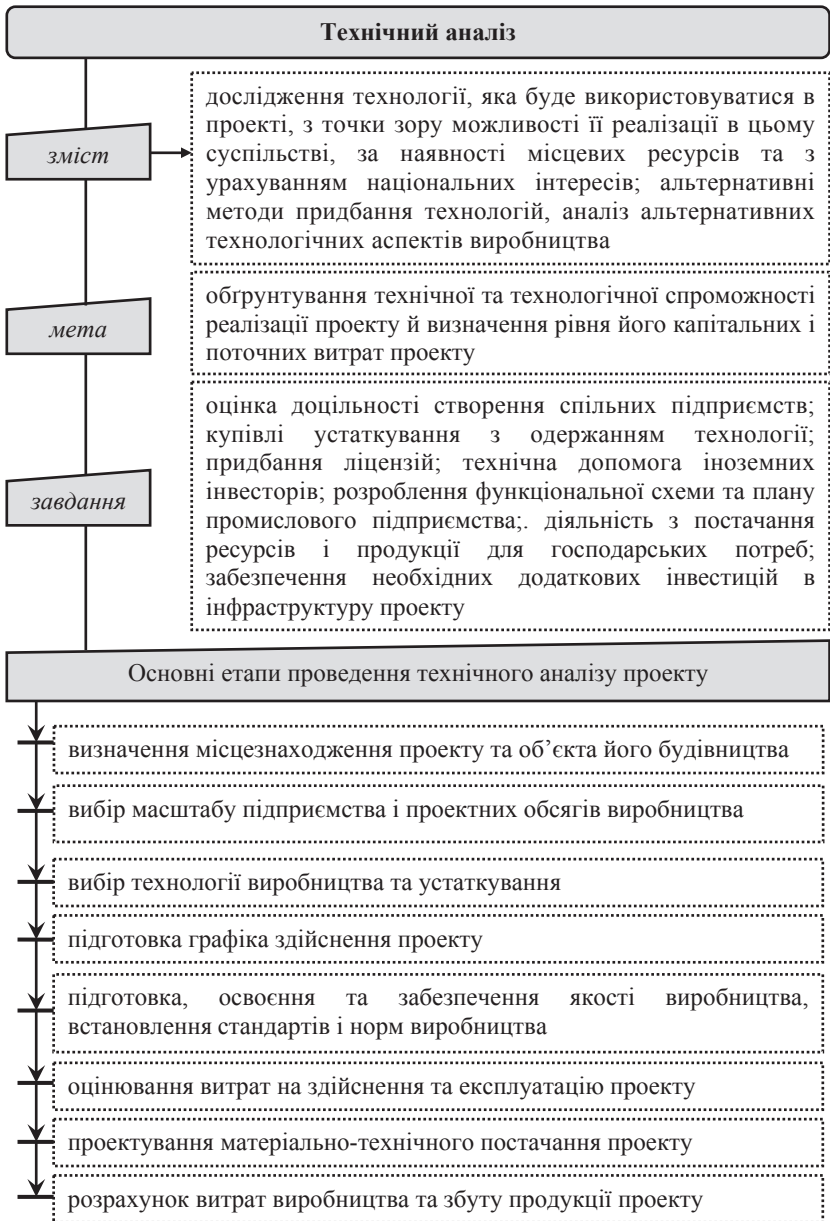 Технічний аналіз
зміст
дослідження технології, яка буде використовуватися в
проекті, з точки зору можливості її реалізації в цьому
суспільстві, за наявності місцевих ресурсів та з
урахуванням національних інтересів; альтернативні
методи придбання технологій, аналіз альтернативних
технологічних аспектів виробництва
мета
обґрунтування технічної та технологічної спроможності
реалізації проекту й визначення рівня його капітальних і
поточних витрат проекту
завдання
оцінка доцільності створення спільних підприємств;
купівлі устаткування з одержанням технології;
придбання ліцензій; технічна допомога іноземних
інвесторів; розроблення функціональної схеми та плану
промислового підприємства;. діяльність з постачання
ресурсів і продукції для господарських потреб;
забезпечення необхідних додаткових інвестицій в
інфраструктуру проекту
Основні етапи проведення технічного аналізу проекту
визначення місцезнаходження проекту та об’єкта його будівництва
вибір масштабу підприємства і проектних обсягів виробництва
вибір технології виробництва та устаткування
підготовка графіка здійснення проекту
підготовка, освоєння та забезпечення якості виробництва,
встановлення стандартів і норм виробництва
оцінювання витрат на здійснення та експлуатацію проекту
проектування матеріально-технічного постачання проекту
розрахунок витрат виробництва та збуту продукції проекту